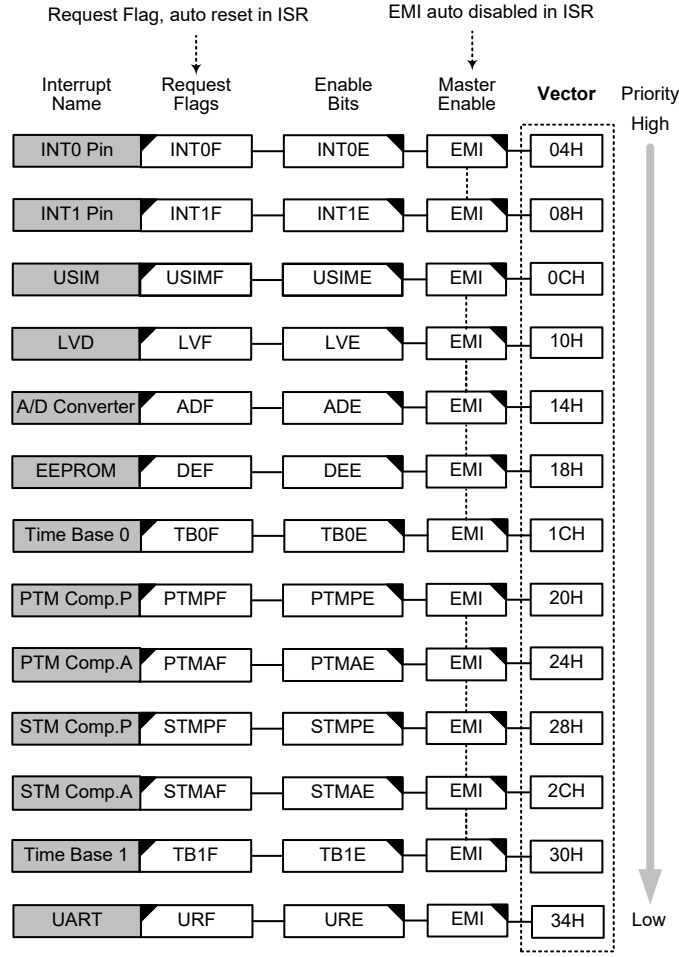 Request Flag, auto reset in ISR
EMI auto disabled in ISR
Interrupt Name
Request Flags
Enable Bits
Master Enable
Vector
Priority
High
INT0 Pin INT0F INT0E EMI 04H
INT1 Pin INT1F INT1E EMI 08H
USIM USIMF USIME EMI 0CH
LVD LVF LVE EMI 10H
A/D Converter ADF ADE EMI 14H
EEPROM DEF DEE EMI 18H
Time Base 0 TB0F TB0E EMI 1CH
PTM Comp.P PTMPF PTMPE EMI 20H
PTM Comp.A PTMAF PTMAE EMI 24H
STM Comp.P STMPF STMPE EMI 28H
STM Comp.A STMAF STMAE EMI 2CH
Time Base 1 TB1F TB1E EMI 30H
UART URF URE EMI 34H
Low